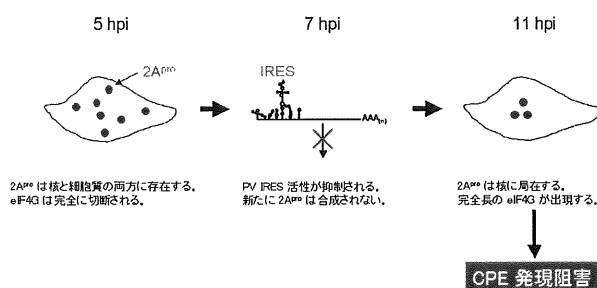 5 hpi
7 hpi
11 hpi
2Apro
IRES
AAA(n)
2Apro は核と細胞質の両方に存在する。
eIF4G は完全に切断される。
PV IRES 活性が抑制される。
新たに 2Apro は合成されない。
2Apro は核に局在する。
完全長の eIF4G が出現する。
CPE 発現阻害